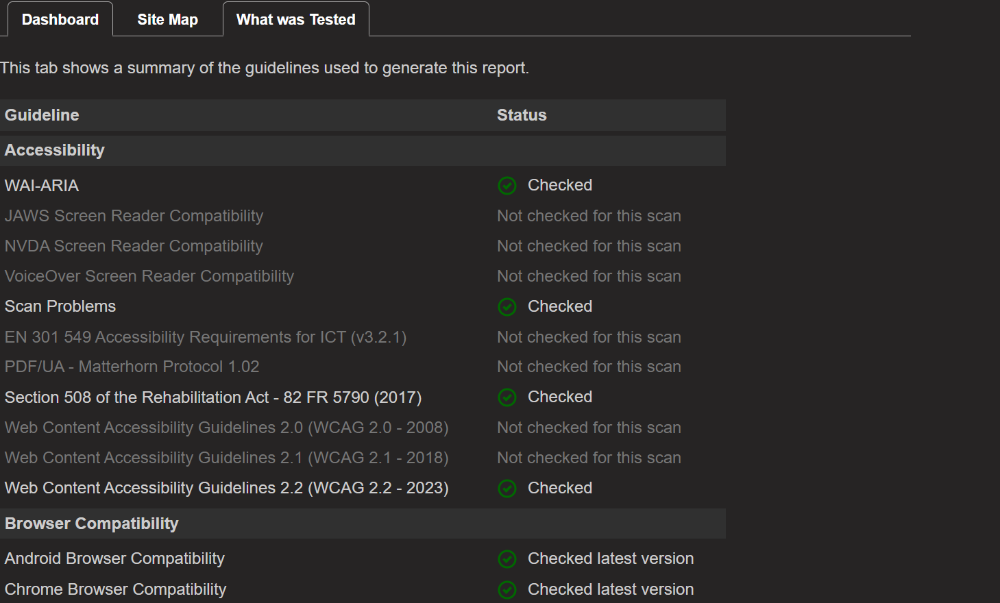 Dashboard Site Map What was Tested
This tab shows a summary of the guidelines used to generate this report.
Guideline Status
Accessibility
WAI-ARIA Checked
JAWS Screen Reader Compatibility Not checked for this scan
NVDA Screen Reader Compatibility Not checked for this scan
VoiceOver Screen Reader Compatibility Not checked for this scan
Scan Problems Checked
EN 301 549 Accessibility Requirements for ICT (v3.2.1) Not checked for this scan
PDF/UA - Matterhorn Protocol 1.02 Not checked for this scan
Section 508 of the Rehabilitation Act - 82 FR 5790 (2017) Checked
Web Content Accessibility Guidelines 2.0 (WCAG 2.0 - 2008) Not checked for this scan
Web Content Accessibility Guidelines 2.1 (WCAG 2.1 - 2018) Not checked for this scan
Web Content Accessibility Guidelines 2.2 (WCAG 2.2 - 2023) Checked
Browser Compatibility
Android Browser Compatibility Checked latest version
Chrome Browser Compatibility Checked latest version